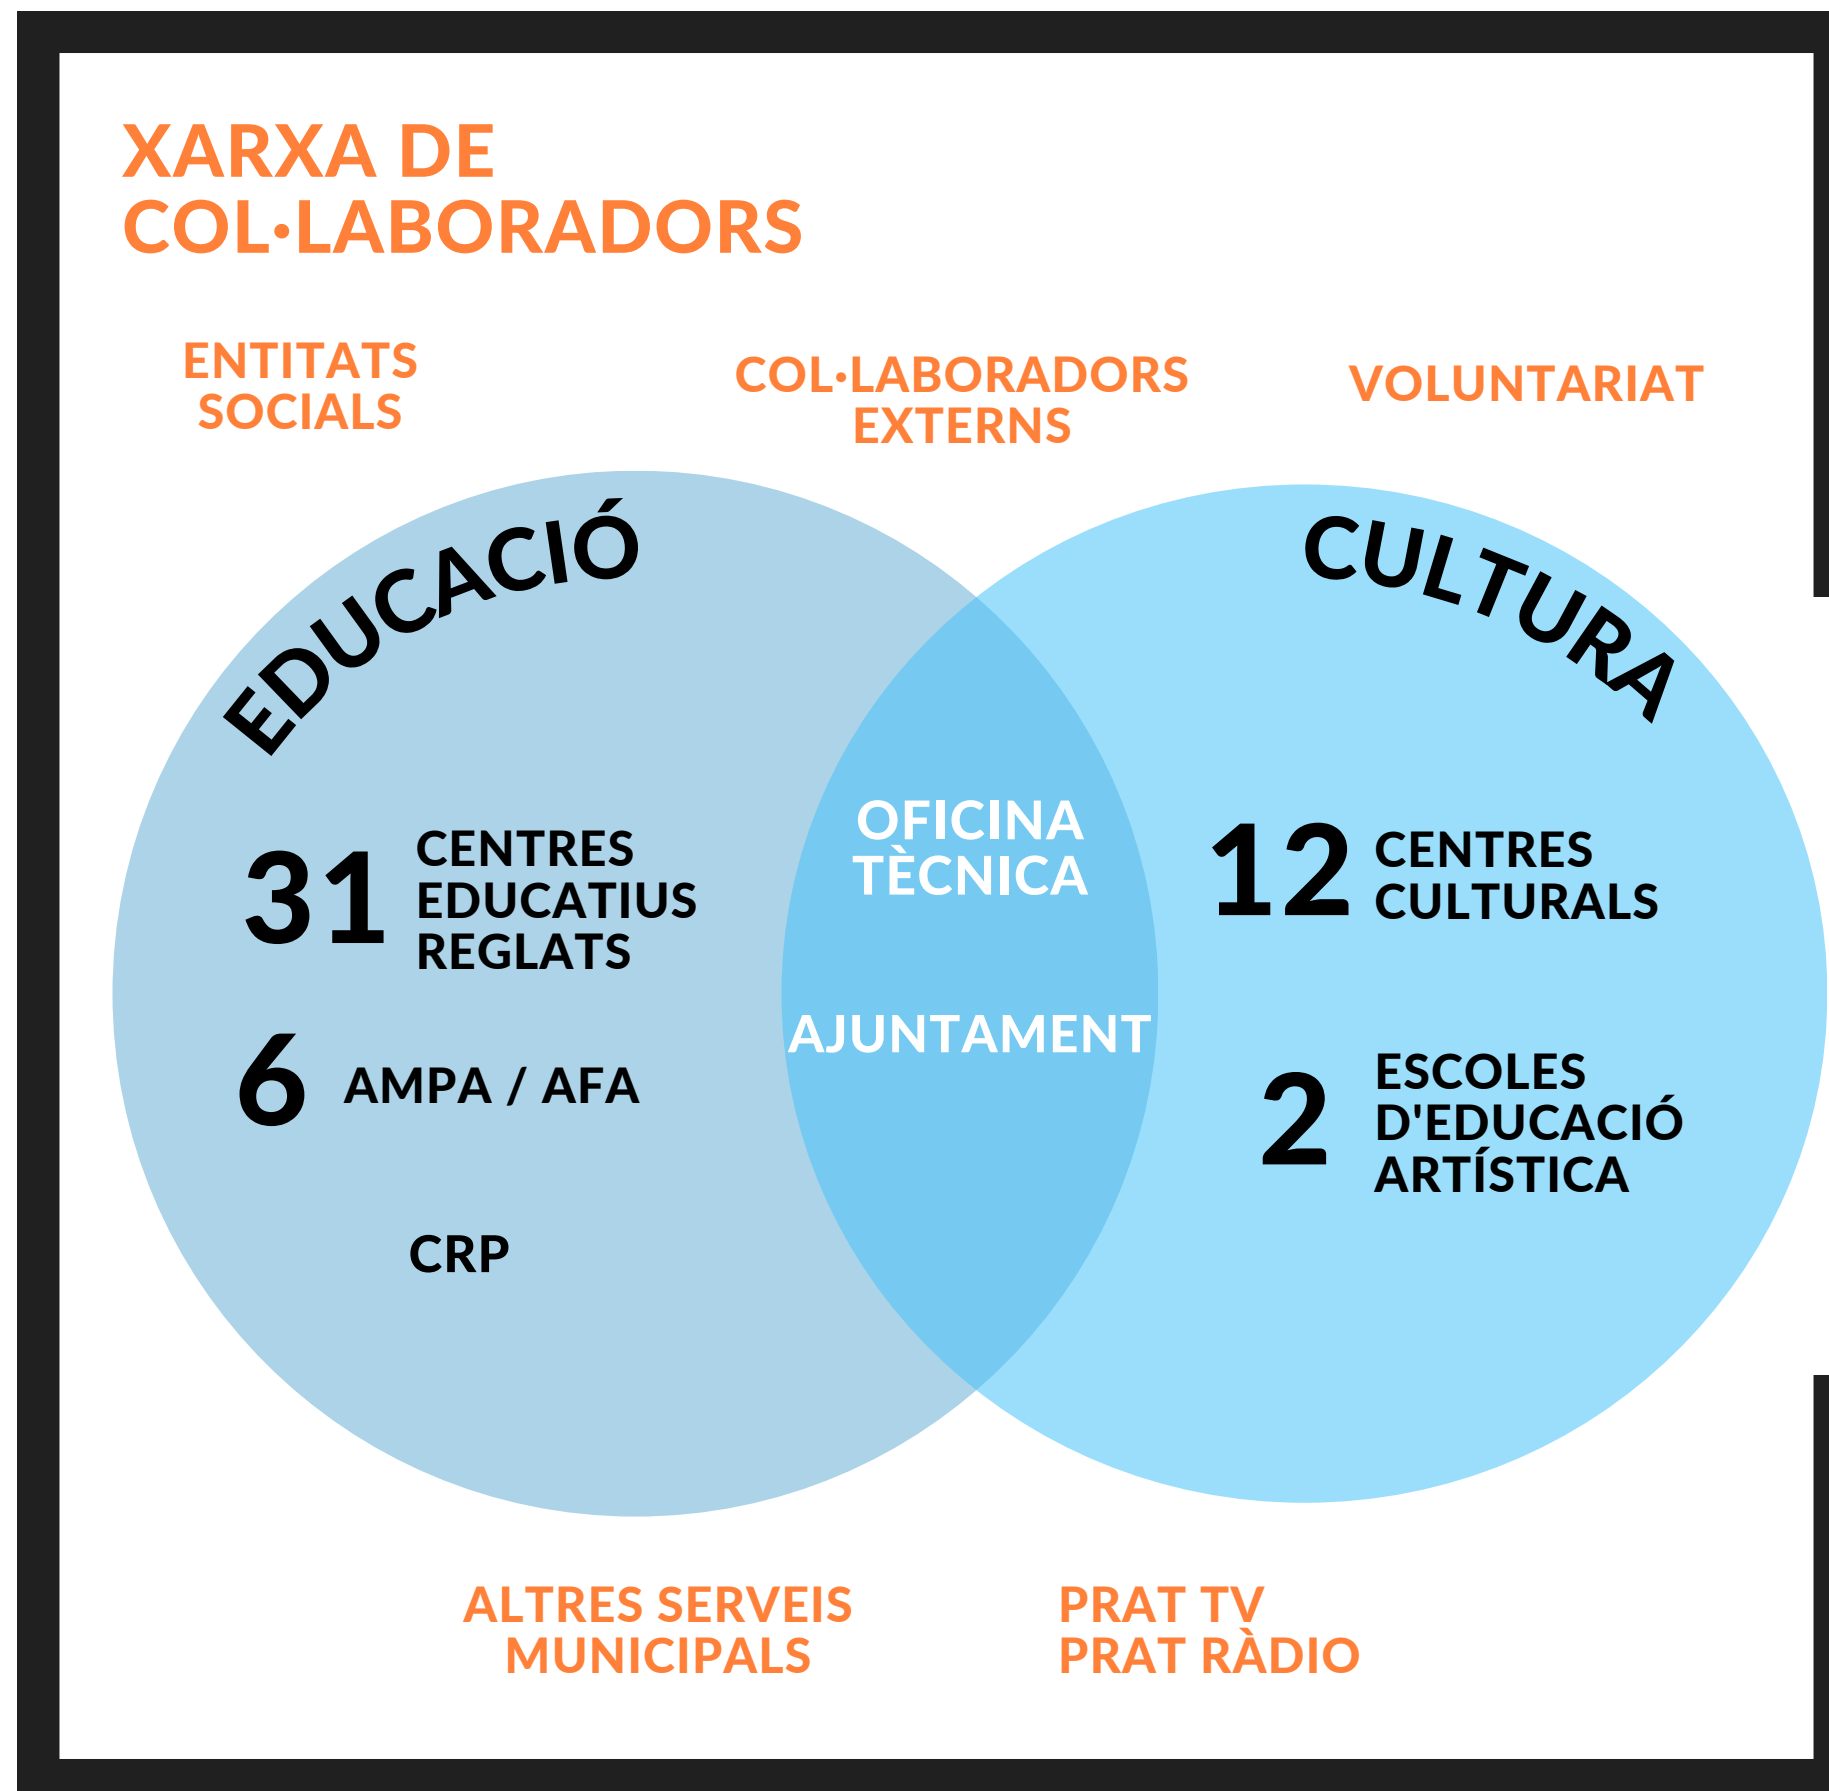 XARXA DE
COL·LABORADORS
ENTITATS
SOCIALS
COL·LABORADORS
EXTERNS
VOLUNTARIAT
EDUCACIÓ
31
CENTRES
EDUCATIUS
REGLATS
6 AMPA / AFA
CRP
OFICINA
TÈCNICA
AJUNTAMENT
CULTURA
12
CENTRES
CULTURALS
2
ESCOLES
D'EDUCACIÓ
ARTÍSTICA
ALTRES SERVEIS
MUNICIPALS
PRAT TV
PRAT RÀDIO